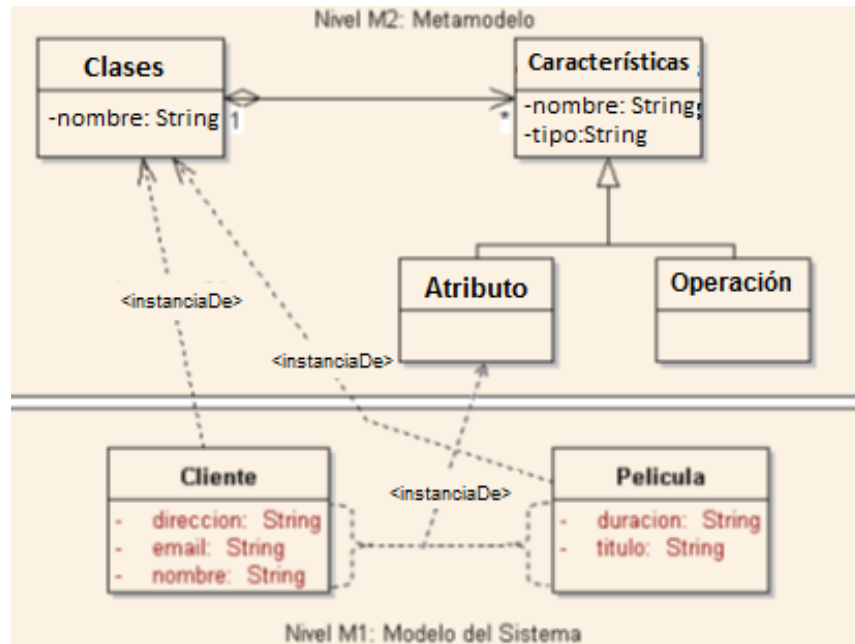 Nivel M2: Metamodelo
Clases
-nombre: String
1
*
Características
-nombre: String
-tipo:String
Atributo
Operación
<instanciaDe>
<instanciaDe>
<instanciaDe>
Cliente
- direccion: String
- email: String
- nombre: String
Pelicula
- duracion: String
- titulo: String
Nivel M1: Modelo del Sistema